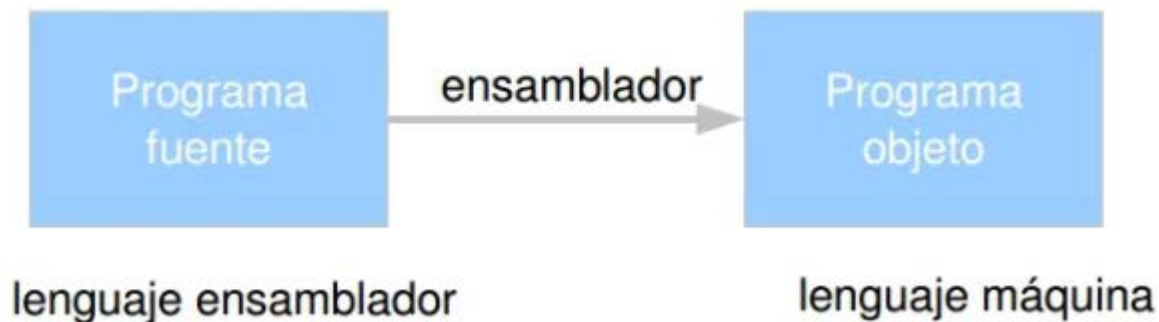 Programa
fuente
ensamblador
Programa
objeto
lenguaje ensamblador
lenguaje máquina